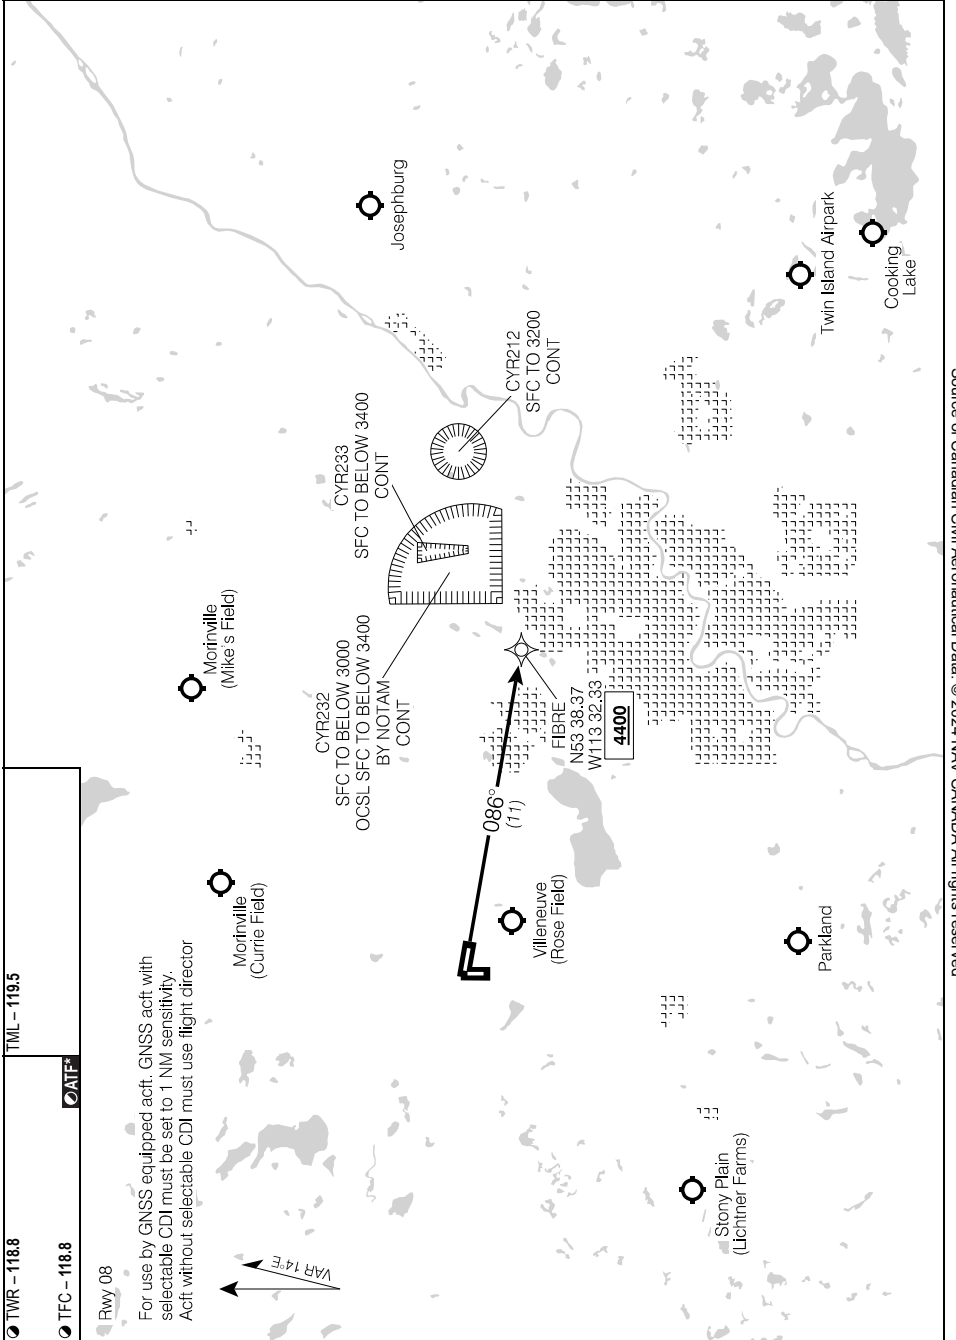 TWR – 118.8
TML – 119.5
TFC – 118.8
ATF*
Rwy 08
For use by GNSS equipped acft. GNSS acft with
selectable CDI must be set to 1 NM sensitivity.
Acft without selectable CDI must use flight director
VAR 14°E
Morinville
(Currie Field)
Morinville
(Mike's Field)
CYR232
SFC TO BELOW 3000
OCSL SFC TO BELOW 3400
BY NOTAM
CONT
CYR233
SFC TO BELOW 3400
CONT
CYR212
SFC TO 3200
CONT
Josephburg
086°
(11)
FIBRE
N53 38.37
W113 32.33
4400
Villeneuve
(Rose Field)
Stony Plain
(Lichtner Farms)
Parkland
Twin Island Airpark
Cooking
Lake
Source of Canadian Civil Aeronautical Data: © 2024 NAV CANADA All rights reserved